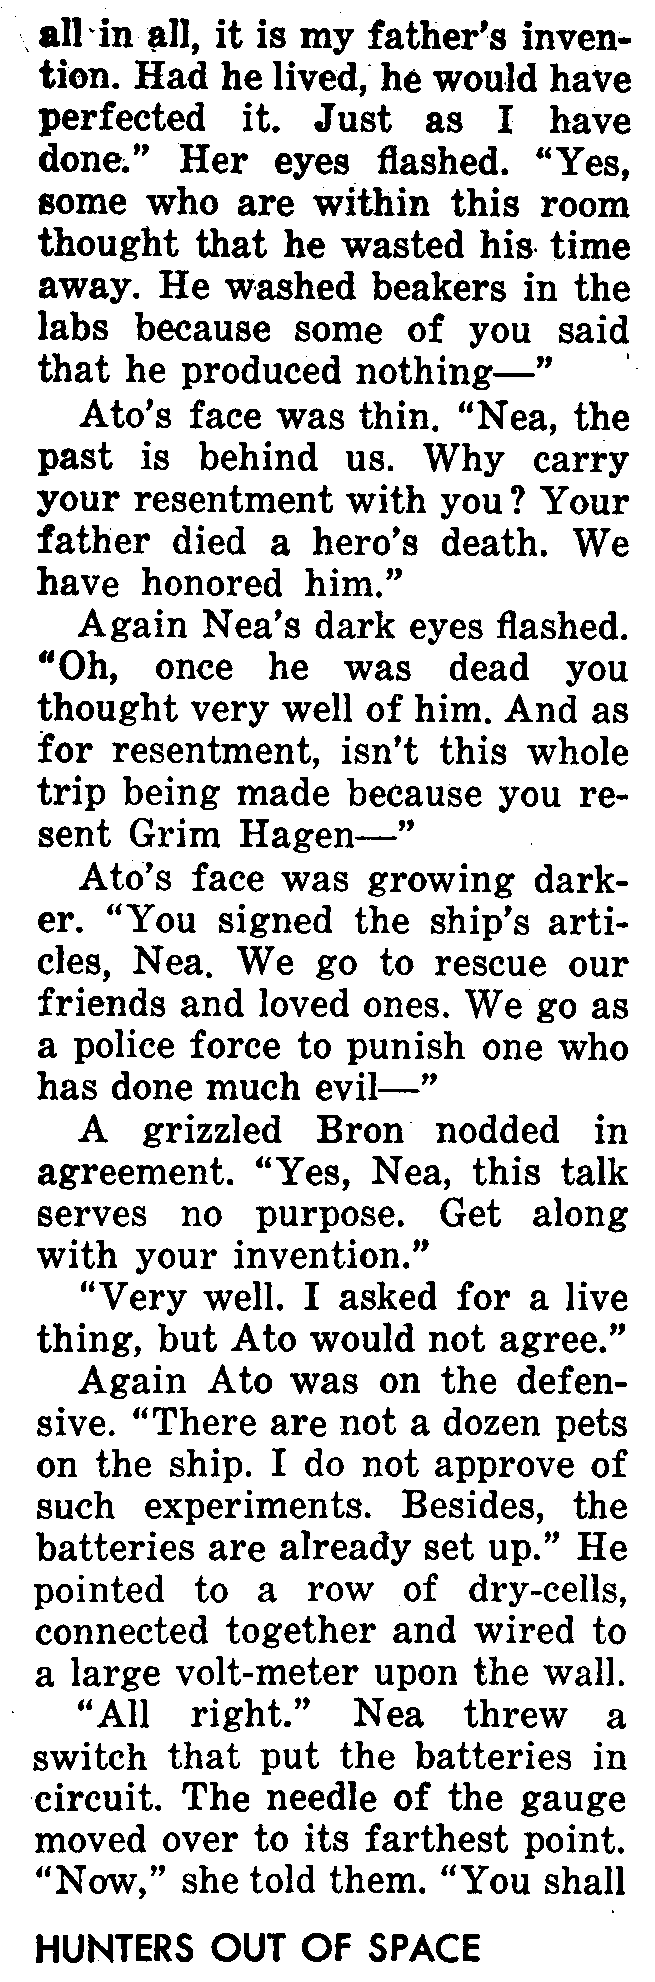 all in all, it is my father's inven-
tion. Had he lived, he would have
perfected it. Just as I have
done." Her eyes flashed. "Yes,
some who are within this room
thought that he wasted his time
away. He washed beakers in the
labs because some of you said
that he produced nothing—"
Ato's face was thin. "Nea, the
past is behind us. Why carry
your resentment with you? Your
father died a hero's death. We
have honored him."
Again Nea's dark eyes flashed.
"Oh, once he was dead you
thought very well of him. And as
for resentment, isn't this whole
trip being made because you re-
sent Grim Hagen—"
Ato's face was growing dark-
er. "You signed the ship's arti-
cles, Nea. We go to rescue our
friends and loved ones. We go as
a police force to punish one who
has done much evil—"
A grizzled Bron nodded in
agreement. "Yes, Nea, this talk
serves no purpose. Get along
with your invention."
"Very well. I asked for a live
thing, but Ato would not agree."
Again Ato was on the defen-
sive. "There are not a dozen pets
on the ship. I do not approve of
such experiments. Besides, the
batteries are already set up." He
pointed to a row of dry-cells,
connected together and wired to
a large volt-meter upon the wall.
"All right." Nea threw a
switch that put the batteries in
circuit. The needle of the gauge
moved over to its farthest point.
"Now," she told them. "You shall
HUNTERS OUT OF SPACE